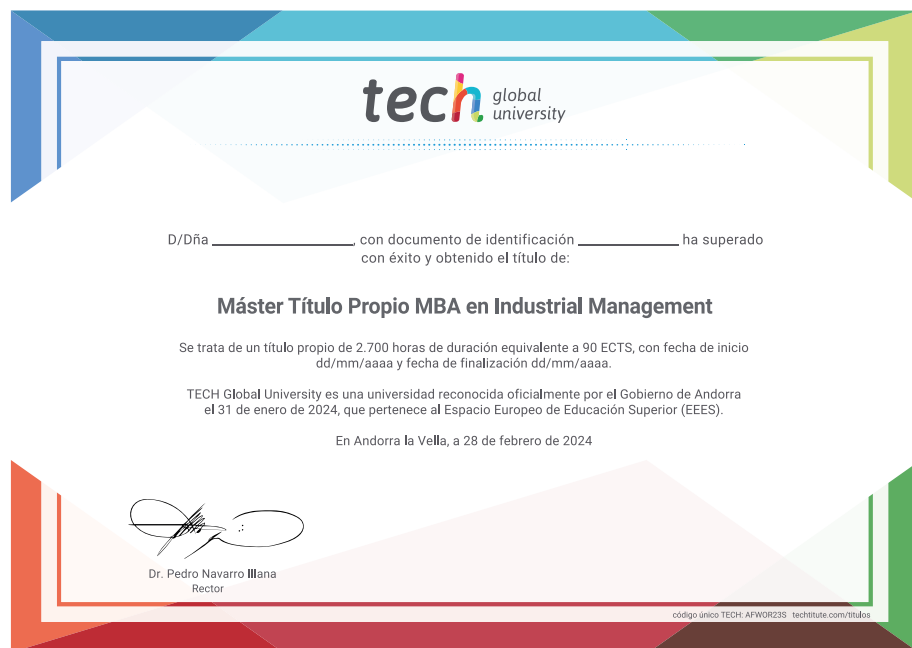 tech global university
D/Dña ____________________, con documento de identificación ______________ ha superado
con éxito y obtenido el título de:
Máster Título Propio MBA en Industrial Management
Se trata de un título propio de 2.700 horas de duración equivalente a 90 ECTS, con fecha de inicio
dd/mm/aaaa y fecha de finalización dd/mm/aaaa.
TECH Global University es una universidad reconocida oficialmente por el Gobierno de Andorra
el 31 de enero de 2024, que pertenece al Espacio Europeo de Educación Superior (EEES).
En Andorra la Vella, a 28 de febrero de 2024
Dr. Pedro Navarro Illana
Rector
código único TECH: AFWOR23S techtitute.com/titulos